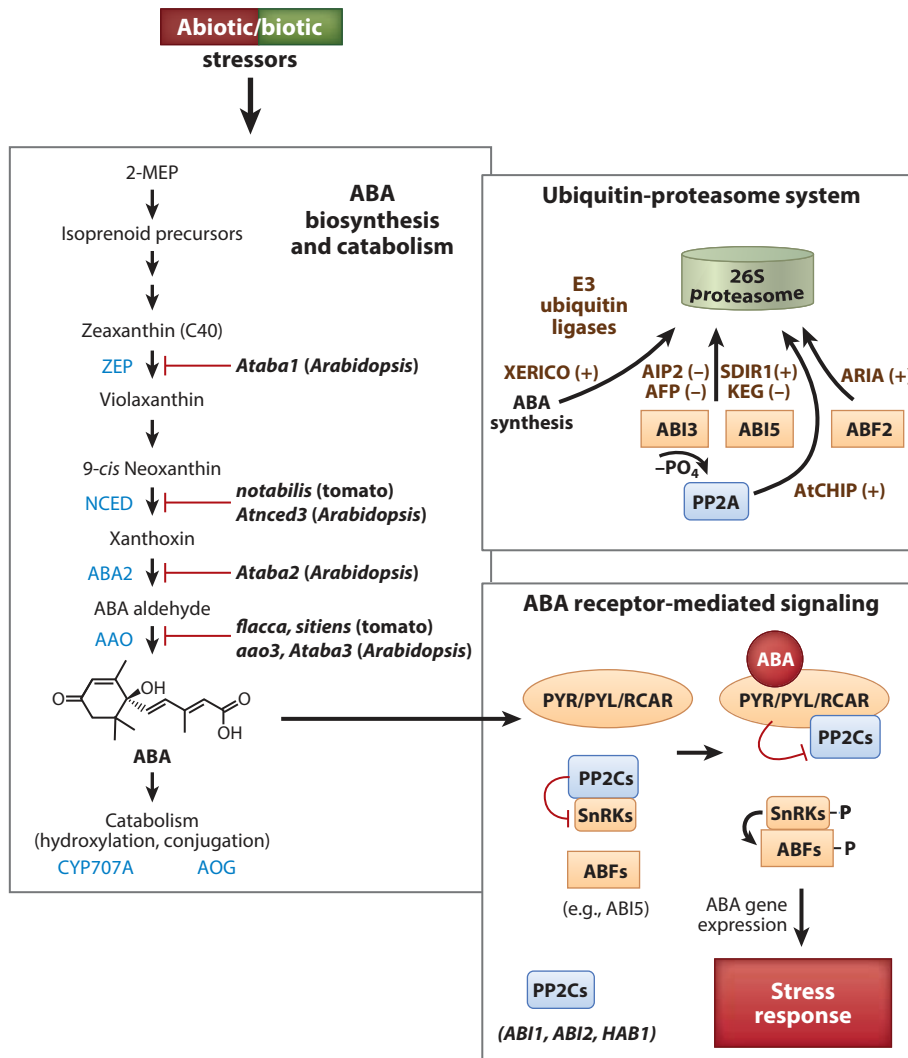 Abiotic/biotic
stressors
2-MEP
Isoprenoid precursors
Zeaxanthin (C40)
ZEP
Violaxanthin
9-cis Neoxanthin
NCED
Xanthoxin
ABA2
ABA aldehyde
AAO
ABA
biosynthesis
and catabolism
Ataba1 (Arabidopsis)
notabilis (tomato)
Atnced3 (Arabidopsis)
Ataba2 (Arabidopsis)
flacca, sitiens (tomato)
aao3, Ataba3 (Arabidopsis)
O
OH
O
OH
ABA
Catabolism
(hydroxylation, conjugation)
CYP707A
AOG
Ubiquitin-proteasome system
26S
proteasome
E3
ubiquitin
ligases
XERICO (+)
ABA
synthesis
AIP2 (–)
AFP (–)
SDIR1(+)
KEG (–)
ARIA (+)
ABI3
ABI5
ABF2
–PO4
PP2A
AtCHIP (+)
ABA receptor-mediated signaling
PYR/PYL/RCAR
PP2Cs
SnRKs
ABFs
(e.g., ABI5)
ABA
PYR/PYL/RCAR
PP2Cs
SnRKs–P
ABFs–P
ABA gene
expression
Stress
response
PP2Cs
(ABI1, ABI2, HAB1)